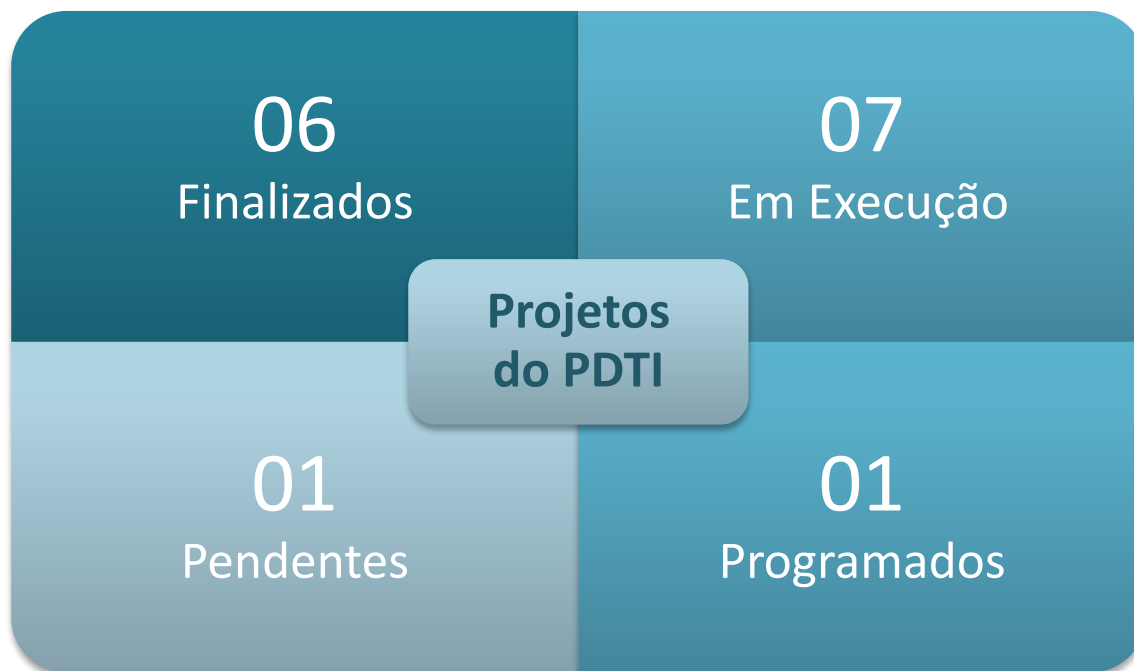 06
Finalizados
07
Em Execução
Projetos
do PDTI
01
Pendentes
01
Programados